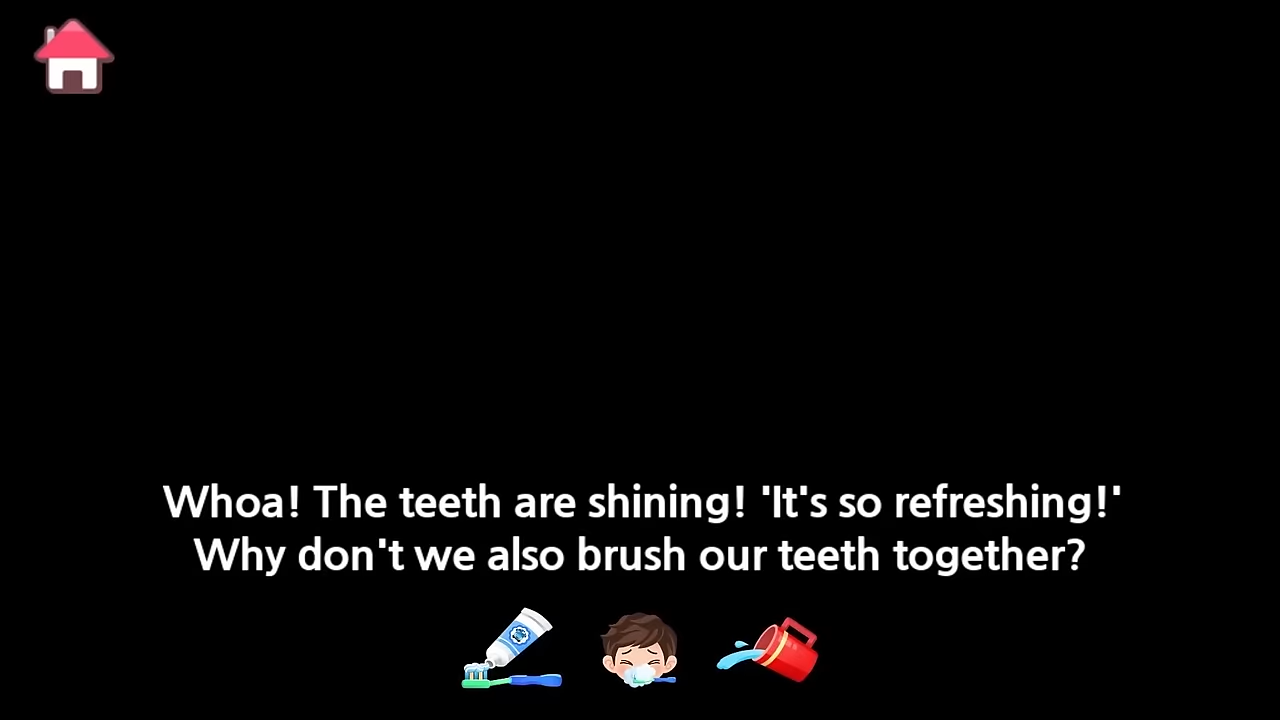 Whoa! The teeth are shining! 'It's so refreshing!'
Why don't we also brush our teeth together?